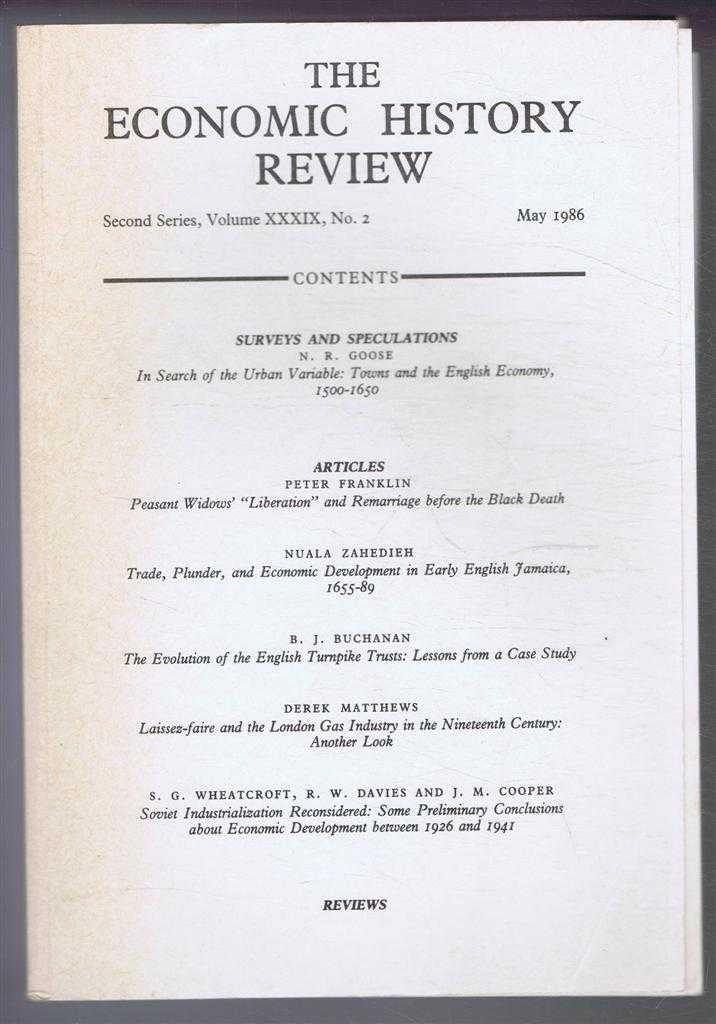 THE
ECONOMIC HISTORY
REVIEW
Second Series, Volume XXXIX, No. 2 May 1986
CONTENTS
SURVEYS AND SPECULATIONS
N. R. GOOSE
In Search of the Urban Variable: Towns and the English Economy,
1500-1650
ARTICLES
PETER FRANKLIN
Peasant Widows' "Liberation" and Remarriage before the Black Death
NUALA ZAHEDIEH
Trade, Plunder, and Economic Development in Early English Jamaica,
1655-89
B. J. BUCHANAN
The Evolution of the English Turnpike Trusts: Lessons from a Case Study
DEREK MATTHEWS
Laissez-faire and the London Gas Industry in the Nineteenth Century:
Another Look
S. G. WHEATCROFT, R. W. DAVIES AND J. M. COOPER
Soviet Industrialization Reconsidered: Some Preliminary Conclusions
about Economic Development between 1926 and 1941
REVIEWS